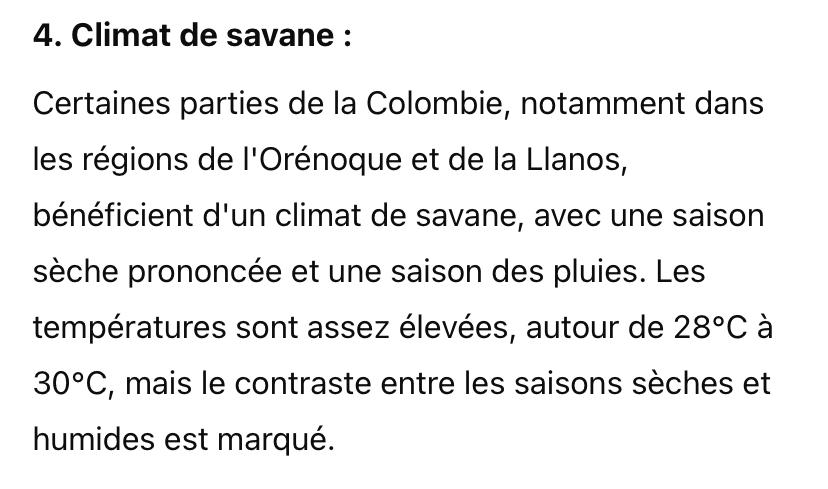 4. Climat de savane :
Certaines parties de la Colombie, notamment dans
les régions de l'Orénoque et de la Llanos,
bénéficient d'un climat de savane, avec une saison
sèche prononcée et une saison des pluies. Les
températures sont assez élevées, autour de 28°C à
30°C, mais le contraste entre les saisons sèches et
humides est marqué.